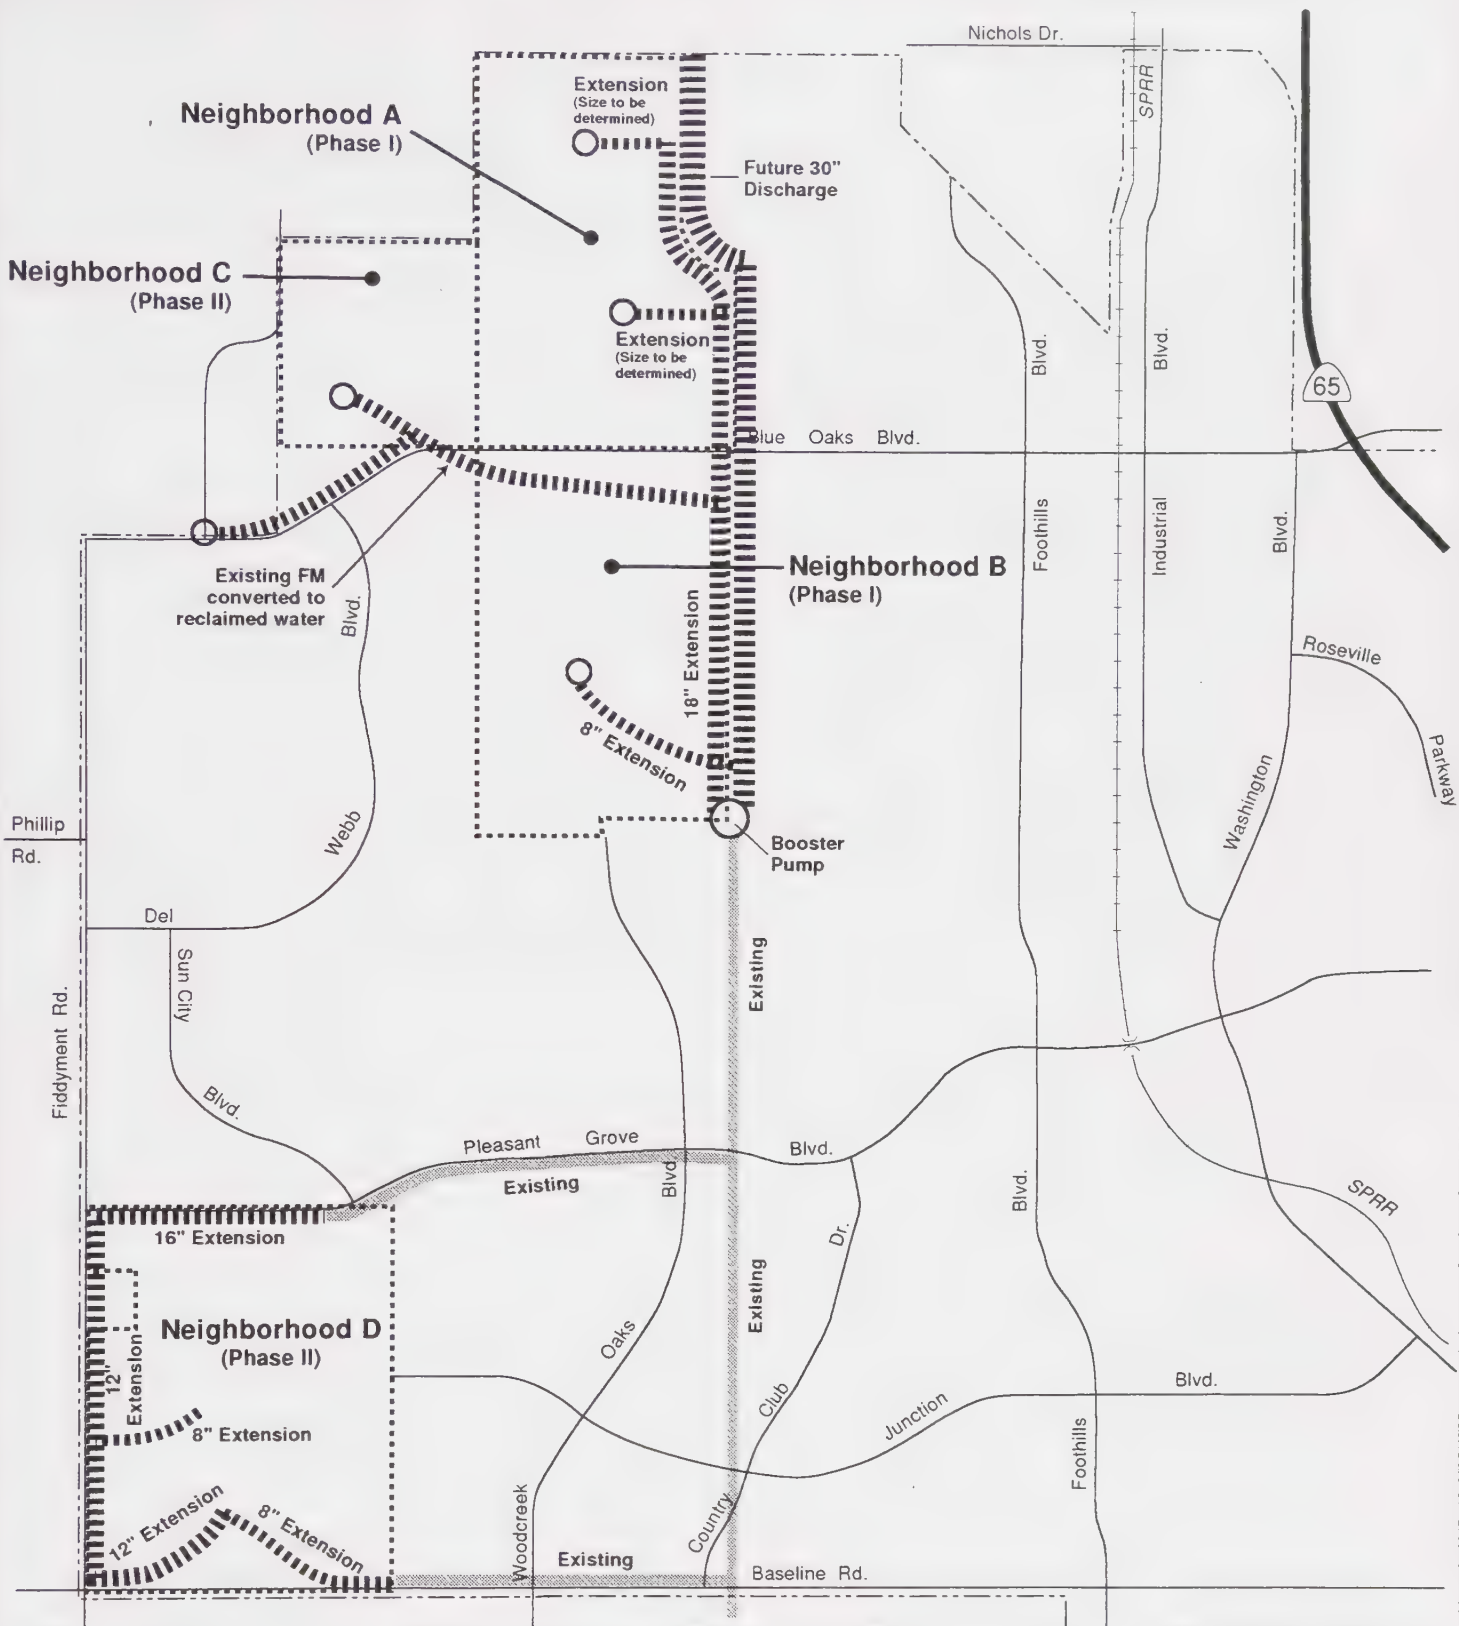 Nichols Dr.
SPRR
Extension
(Size to be
determined)
Neighborhood A
(Phase I)
Future 30"
Discharge
Neighborhood C
(Phase II)
Extension
(Size to be
determined)
Blvd.
Blvd.
65
Blue Oaks Blvd.
Foothills
Industrial
Blvd.
Existing FM
converted to
reclaimed water
Blvd.
Neighborhood B
(Phase I)
18" Extension
8" Extension
Roseville
Parkway
Washington
Phillip
Rd.
Webb
Booster
Pump
Del
Sun City
Existing
Fiddyment Rd.
Blvd.
Pleasant Grove
Blvd.
Existing
Blvd.
Blvd.
SPRR
16" Extension
Dr.
Existing
Neighborhood D
(Phase II)
12"
Extension
Oaks
Club
Junction
Blvd.
8" Extension
Foothills
12" Extension
8" Extension
Woodcreek
Country
Existing
Baseline Rd.